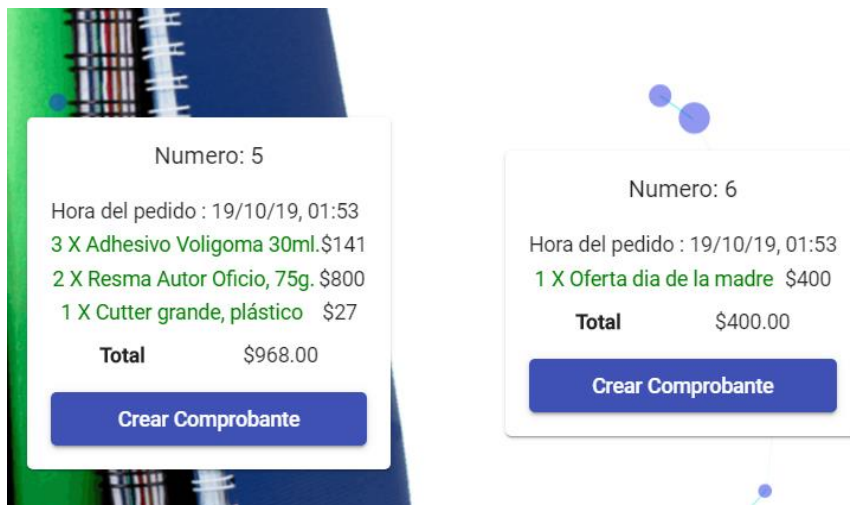 Numero: 5
Hora del pedido : 19/10/19, 01:53
3 X Adhesivo Voligoma 30ml.$141
2 X Resma Autor Oficio, 75g. $800
1 X Cutter grande, plástico $27
Total $968.00
Crear Comprobante
Numero: 6
Hora del pedido : 19/10/19, 01:53
1 X Oferta dia de la madre $400
Total $400.00
Crear Comprobante